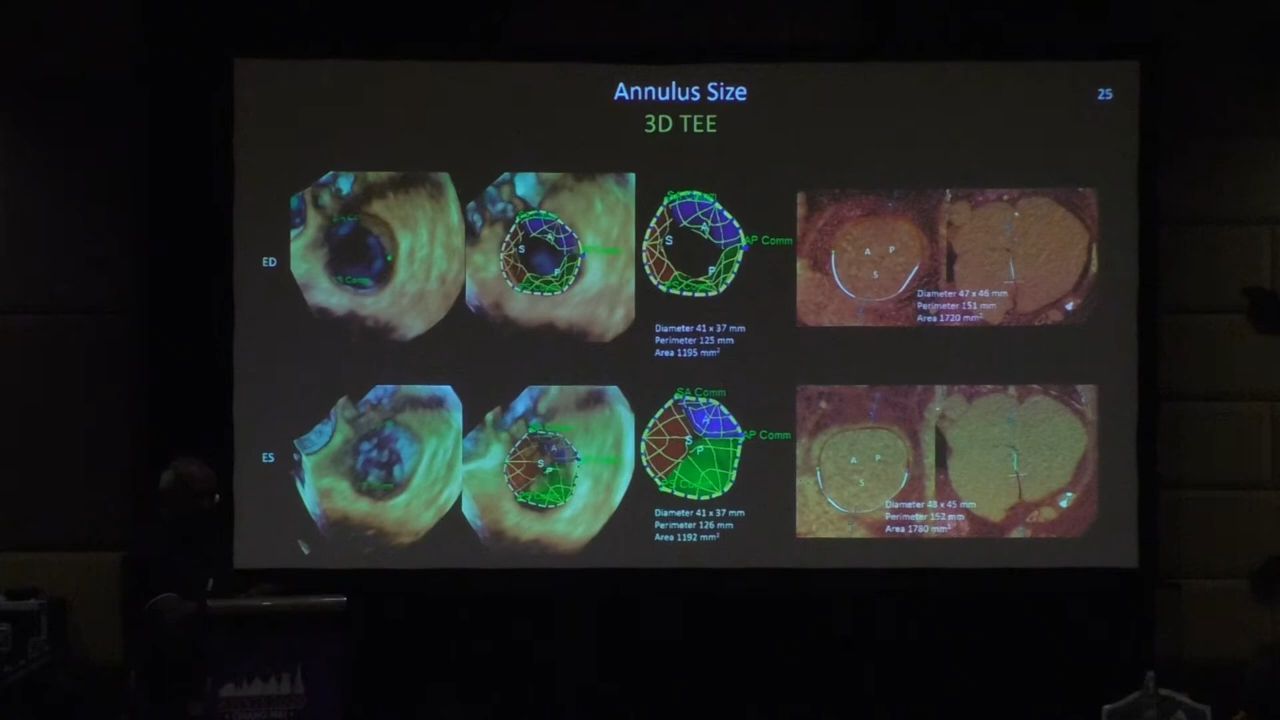 Annulus Size
25
3D TEE
ED
A
S
P
A
S
P
AP Comm
A P
S
Diameter 41 x 37 mm
Perimeter 125 mm
Area 1195 mm²
Diameter 47 x 46 mm
Perimeter 151 mm
Area 1720 mm²
ES
A
S
P
SA Comm
A
S
P
AP Comm
A P
S
Diameter 41 x 37 mm
Perimeter 126 mm
Area 1192 mm²
Diameter 48 x 45 mm
Perimeter 152 mm
Area 1780 mm²